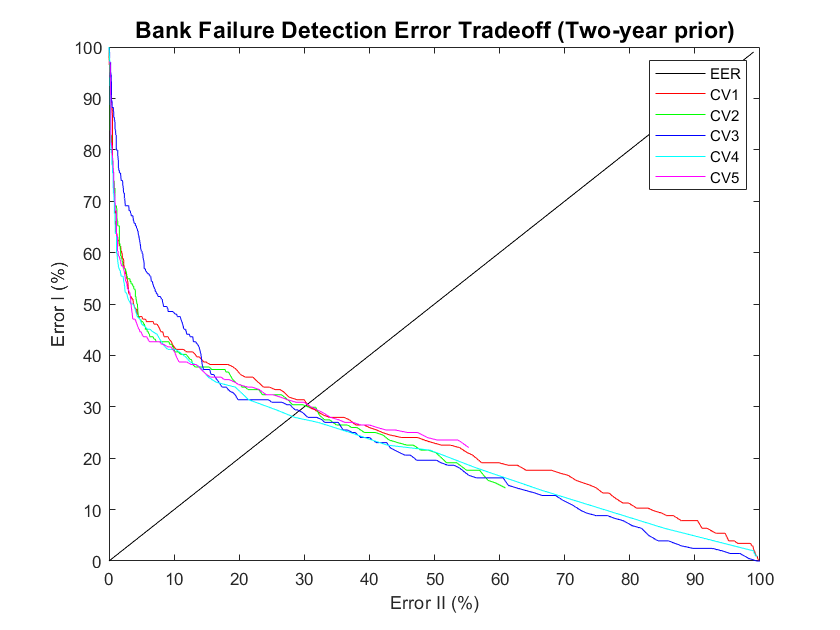 Bank Failure Detection Error Tradeoff (Two-year prior)
100
90
80
70
60
50
40
30
20
10
0
Error I (%)
EER
CV1
CV2
CV3
CV4
CV5
0 10 20 30 40 50 60 70 80 90 100
Error II (%)